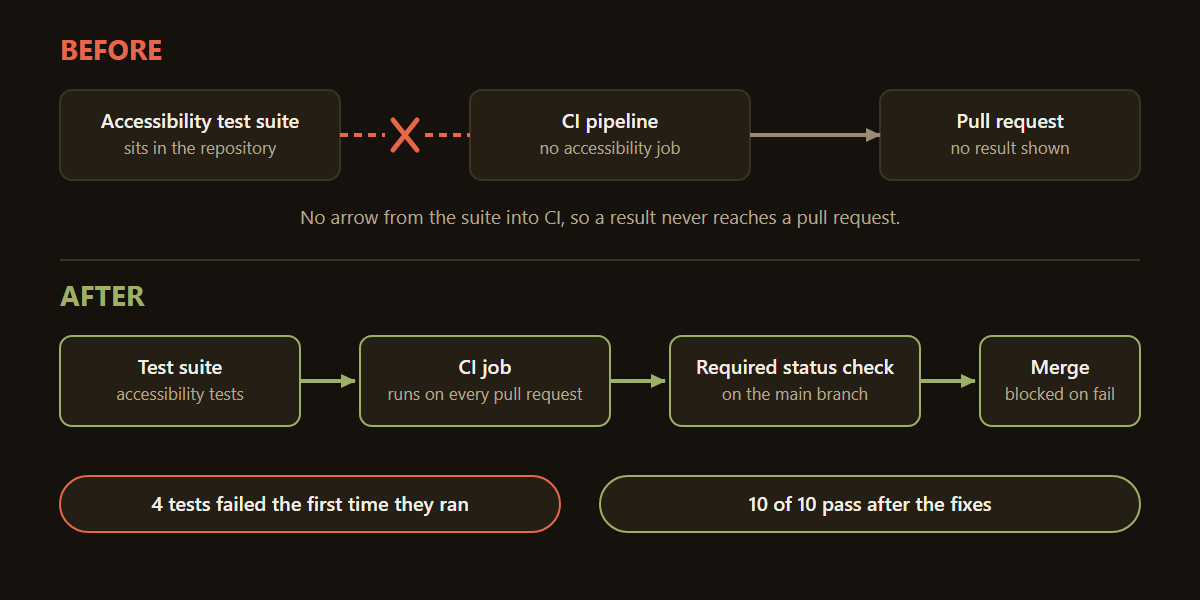 BEFORE
Accessibility test suite
sits in the repository
CI pipeline
no accessibility job
Pull request
no result shown
No arrow from the suite into CI, so a result never reaches a pull request.
AFTER
Test suite
accessibility tests
CI job
runs on every pull request
Required status check
on the main branch
Merge
blocked on fail
4 tests failed the first time they ran
10 of 10 pass after the fixes